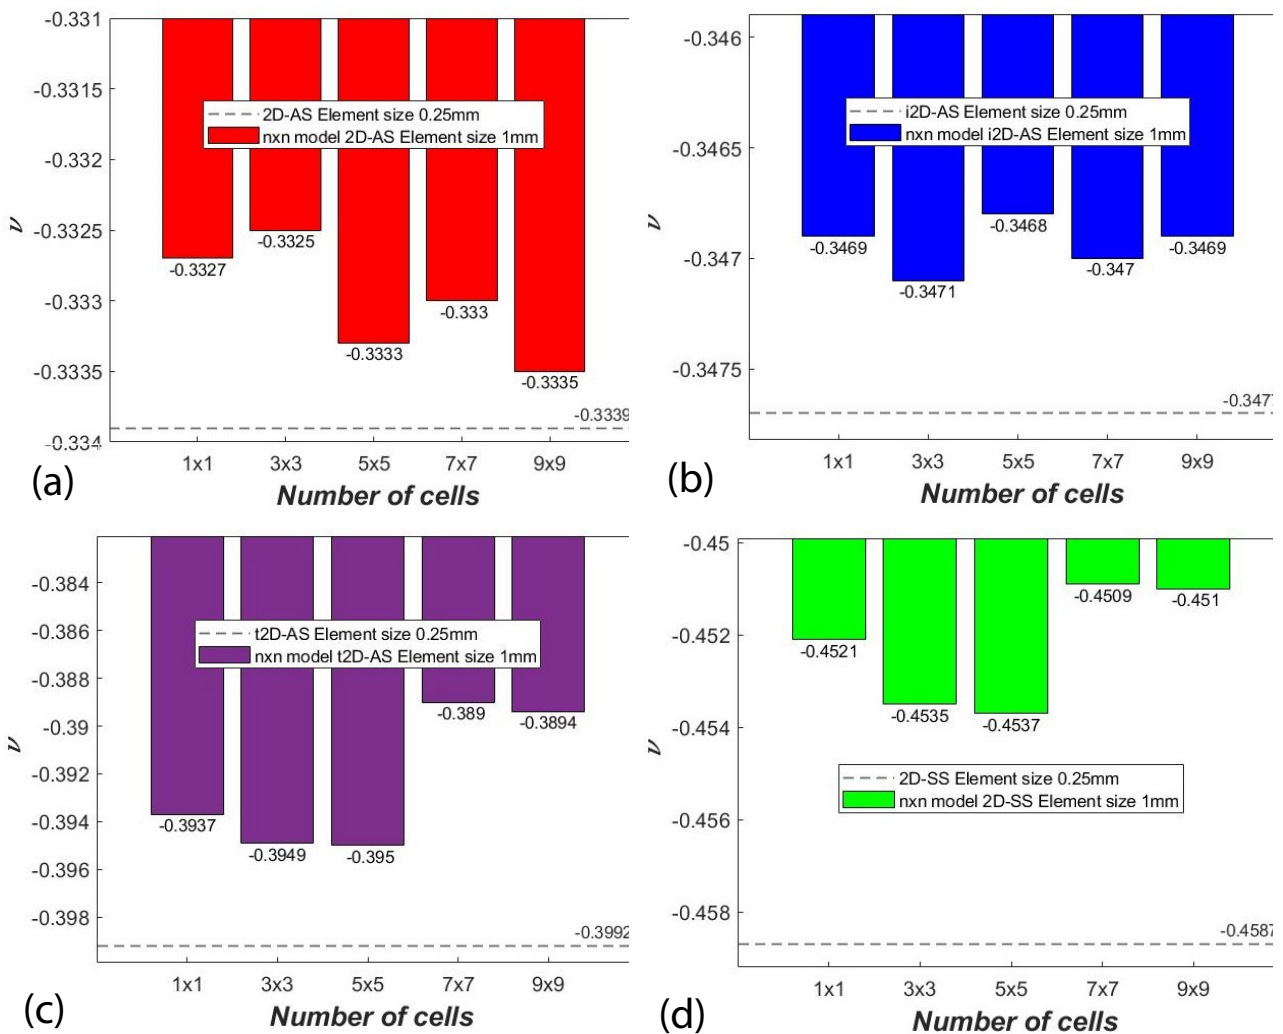 -0.331
-0.3315
-0.332
-0.3325
-0.333
-0.3335
-0.334
ν
2D-AS Element size 0.25mm
nxn model 2D-AS Element size 1mm
-0.3327
-0.3325
-0.3333
-0.333
-0.3335
-0.3339
1x1 3x3 5x5 7x7 9x9
Number of cells
(a)
-0.346
-0.3465
-0.347
-0.3475
ν
i2D-AS Element size 0.25mm
nxn model i2D-AS Element size 1mm
-0.3469
-0.3471
-0.3468
-0.347
-0.3469
-0.3477
1x1 3x3 5x5 7x7 9x9
Number of cells
(b)
-0.384
-0.386
-0.388
-0.39
-0.392
-0.394
-0.396
-0.398
ν
t2D-AS Element size 0.25mm
nxn model t2D-AS Element size 1mm
-0.3937
-0.3949
-0.395
-0.389
-0.3894
-0.3992
1x1 3x3 5x5 7x7 9x9
Number of cells
(c)
-0.45
-0.452
-0.454
-0.456
-0.458
ν
2D-SS Element size 0.25mm
nxn model 2D-SS Element size 1mm
-0.4521
-0.4535
-0.4537
-0.4509
-0.451
-0.4587
1x1 3x3 5x5 7x7 9x9
Number of cells
(d)